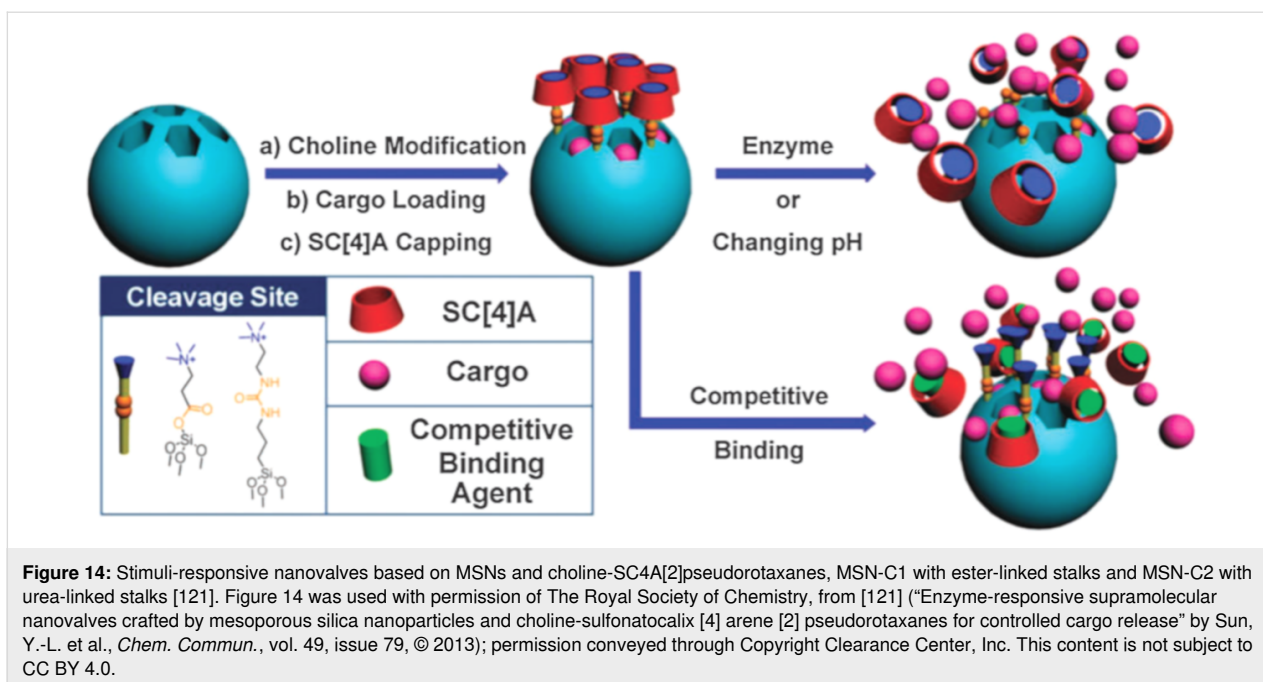 a) Choline Modification
b) Cargo Loading
c) SC[4]A Capping
Enzyme
or
Changing pH
Cleavage Site
N+
O
O
Si
O
O
O
N+
NH
O
NH
Si
O
O
O
SC[4]A
Cargo
Competitive
Binding
Agent
Competitive
Binding
Figure 14: Stimuli-responsive nanovalves based on MSNs and choline-SC4A[2]pseudorotaxanes, MSN-C1 with ester-linked stalks and MSN-C2 with
urea-linked stalks [121]. Figure 14 was used with permission of The Royal Society of Chemistry, from [121] (“Enzyme-responsive supramolecular
nanovalves crafted by mesoporous silica nanoparticles and choline-sulfonatocalix [4] arene [2] pseudorotaxanes for controlled cargo release” by Sun,
Y.-L. et al., Chem. Commun., vol. 49, issue 79, © 2013); permission conveyed through Copyright Clearance Center, Inc. This content is not subject to
CC BY 4.0.